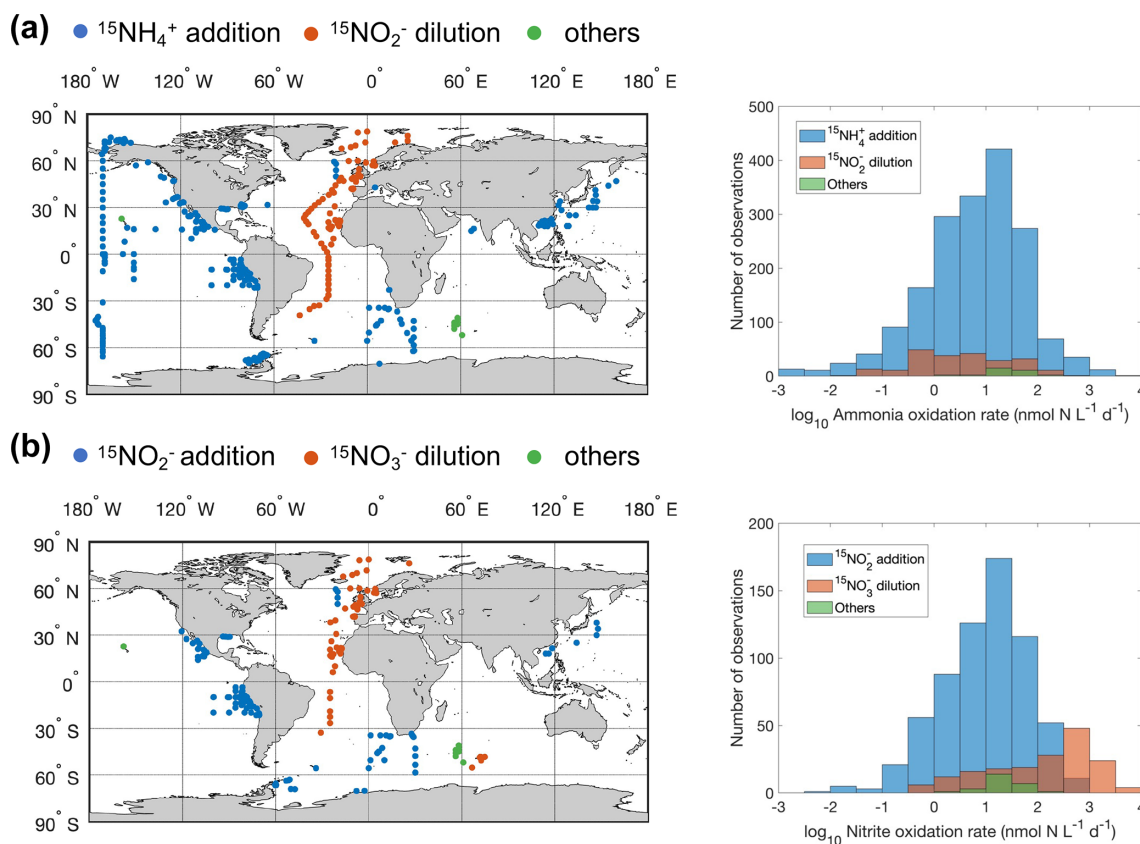 (a) ● ¹⁵NH₄⁺ addition ● ¹⁵NO₂⁻ dilution ● others
180° W 120° W 60° W 0° 60° E 120° E 180° E
90° N
60° N
30° N
0°
30° S
60° S
90° S
500
400
300
200
100
0
Number of observations
¹⁵NH₄⁺ addition
¹⁵NO₂⁻ dilution
Others
-3 -2 -1 0 1 2 3 4
log₁₀ Ammonia oxidation rate (nmol N L⁻¹ d⁻¹)
(b) ● ¹⁵NO₂⁻ addition ● ¹⁵NO₃⁻ dilution ● others
180° W 120° W 60° W 0° 60° E 120° E 180° E
90° N
60° N
30° N
0°
30° S
60° S
90° S
200
150
100
50
0
Number of observations
¹⁵NO₂⁻ addition
¹⁵NO₃⁻ dilution
Others
-3 -2 -1 0 1 2 3 4
log₁₀ Nitrite oxidation rate (nmol N L⁻¹ d⁻¹)